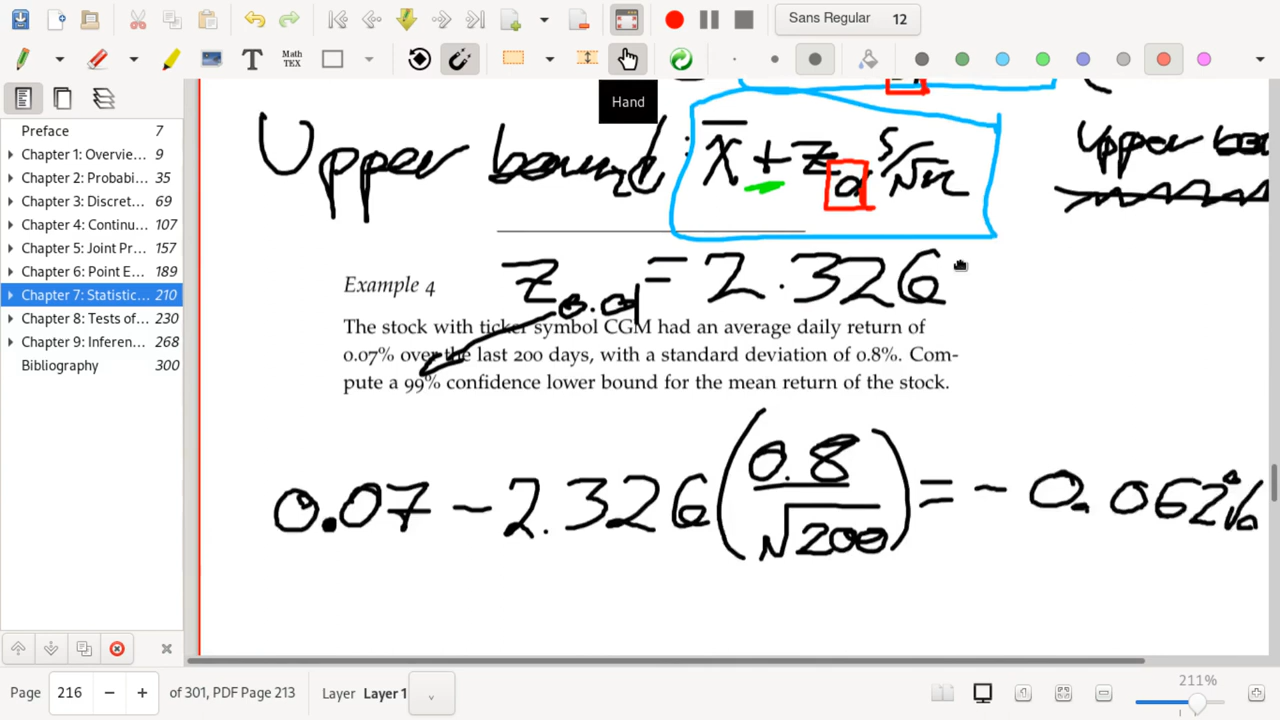 Sans Regular 12
T Math TEX
Hand
Preface 7
Chapter 1: Overvie... 9
Chapter 2: Probabi... 35
Chapter 3: Discret... 69
Chapter 4: Continu... 107
Chapter 5: Joint Pr... 157
Chapter 6: Point E... 189
Chapter 7: Statistic... 210
Chapter 8: Tests of... 230
Chapter 9: Inferen... 268
Bibliography 300
Upper bound: x̄ + z_α s/√n
Upper
Example 4
z_0.01 = 2.326
The stock with ticker symbol CGM had an average daily return of
0.07% over the last 200 days, with a standard deviation of 0.8%. Com-
pute a 99% confidence lower bound for the mean return of the stock.
0.07 - 2.326 (0.8/√200) = - 0.062%
Page 216 of 301, PDF Page 213 Layer Layer 1 211%